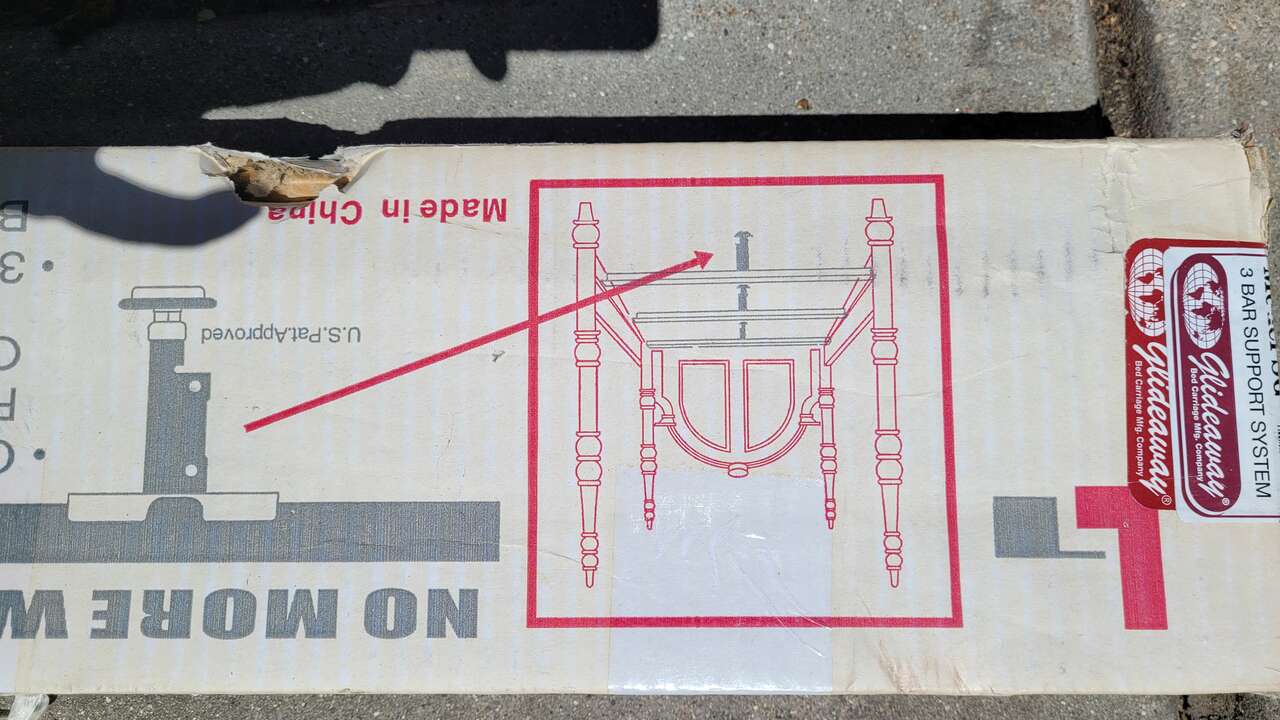 NO MORE W
U.S.Pat.Approved
Made in China
• C
F
C
• 3
B
Glideaway®
Bed Carriage Mfg. Company
3 BAR SUPPORT SYSTEM
Glideaway®
Bed Carriage Mfg. Company